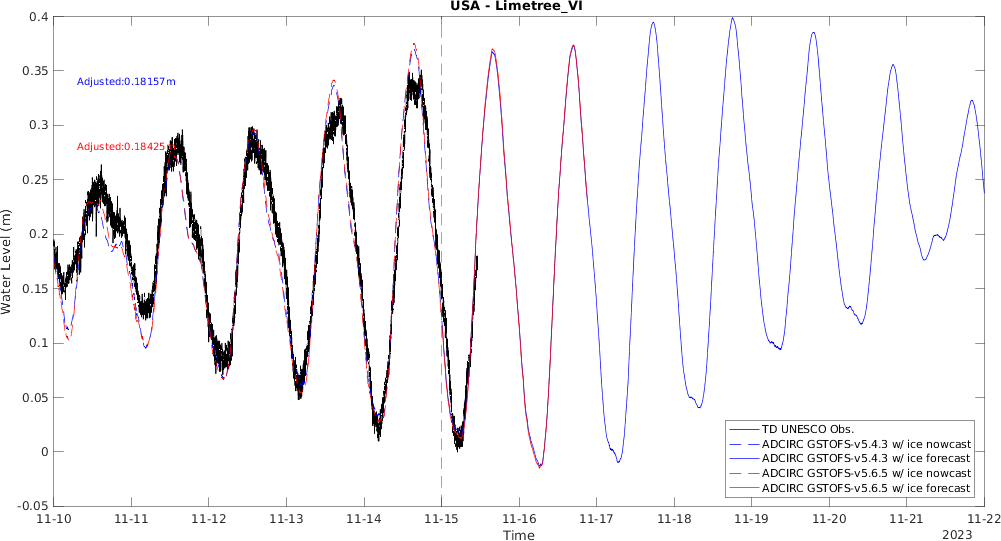 USA - Limetree_VI
0.4
0.35
0.3
0.25
0.2
0.15
0.1
0.05
0
-0.05
Water Level (m)
Adjusted:0.18157m
Adjusted:0.18425
TD UNESCO Obs.
ADCIRC GSTOFS-v5.4.3 w/ ice nowcast
ADCIRC GSTOFS-v5.4.3 w/ ice forecast
ADCIRC GSTOFS-v5.6.5 w/ ice nowcast
ADCIRC GSTOFS-v5.6.5 w/ ice forecast
11-10 11-11 11-12 11-13 11-14 11-15 11-16 11-17 11-18 11-19 11-20 11-21 11-22
Time
2023